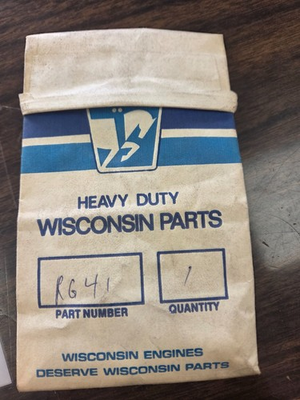 HEAVY DUTY
WISCONSIN PARTS
RG41 1
PART NUMBER QUANTITY
WISCONSIN ENGINES
DESERVE WISCONSIN PARTS